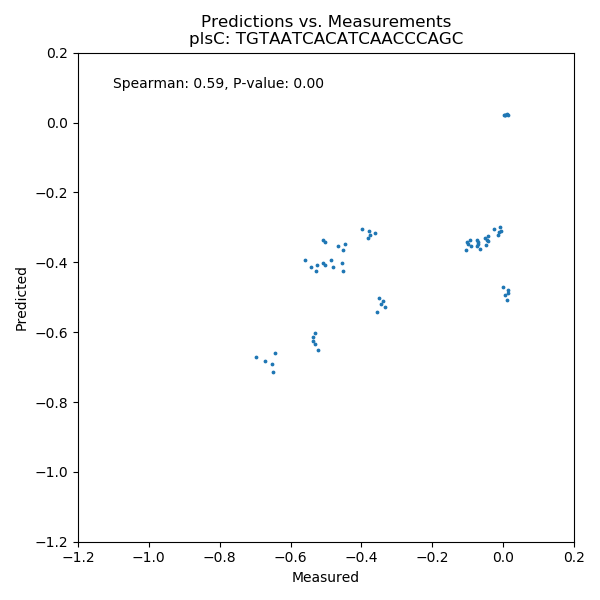 Predictions vs. Measurements
plsC: TGTAATCACATCAACCCAGC
Spearman: 0.59, P-value: 0.00
0.2
0.0
−0.2
−0.4
−0.6
−0.8
−1.0
−1.2
Predicted
−1.2 −1.0 −0.8 −0.6 −0.4 −0.2 0.0 0.2
Measured